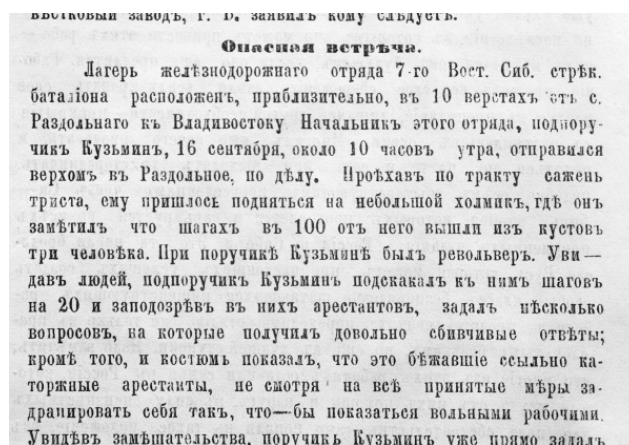 вѣстковый заводъ, г. В. заявилъ кому слѣдуетъ.
Опасная встрѣча.
Лагерь желѣзнодорожнаго отряда 7-го Вост. Сиб. стрѣк.
баталіона расположенъ, приблизительно, въ 10 верстахъ отъ с.
Раздольнаго къ Владивостоку Начальникъ этого отряда, подпору-
чикъ Кузьминъ, 16 сентября, около 10 часовъ утра, отправился
верхомъ въ Раздольное, по дѣлу. Проѣхавъ по тракту сажень
триста, ему пришлось подняться на небольшой холмикъ, гдѣ онъ
замѣтилъ что шагахъ въ 100 отъ него вышли изъ кустовъ
три человѣка. При поручикѣ Кузьминѣ былъ револьверъ. Уви—
давъ людей, подпоручикъ Кузьминъ подскакалъ къ нимъ шаговъ
на 20 и заподозрѣвъ въ нихъ арестантовъ, задалъ нѣсколько
вопросовъ, на которые получилъ довольно сбивчивые отвѣты;
кромѣ того, и костюмъ показалъ, что это бѣжавшіе ссыльно ка-
торжные арестанты, не смотря на всѣ принятые мѣры за-
драпировать себя такъ, что—бы показаться вольными рабочими.
Увидѣвъ замѣшательства, поручикъ Кузьминъ уже прямо задалъ